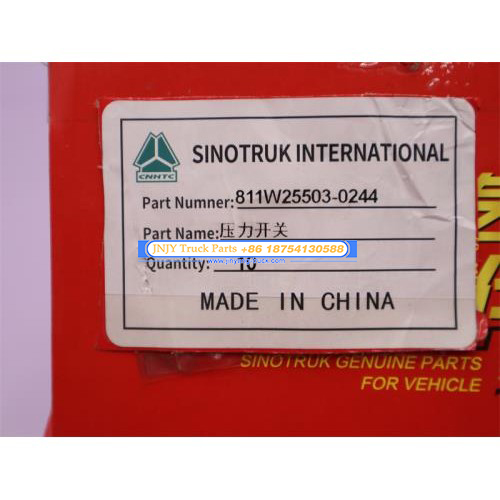 CNHTC
SINOTRUK INTERNATIONAL
Part Numner: 811W25503-0244
Part Name: 压力开关
JNJY Truck Parts +86 18754130588
Quantity: 10
MADE IN CHINA
SINOTRUK GENUINE PARTS
FOR VEHICLE